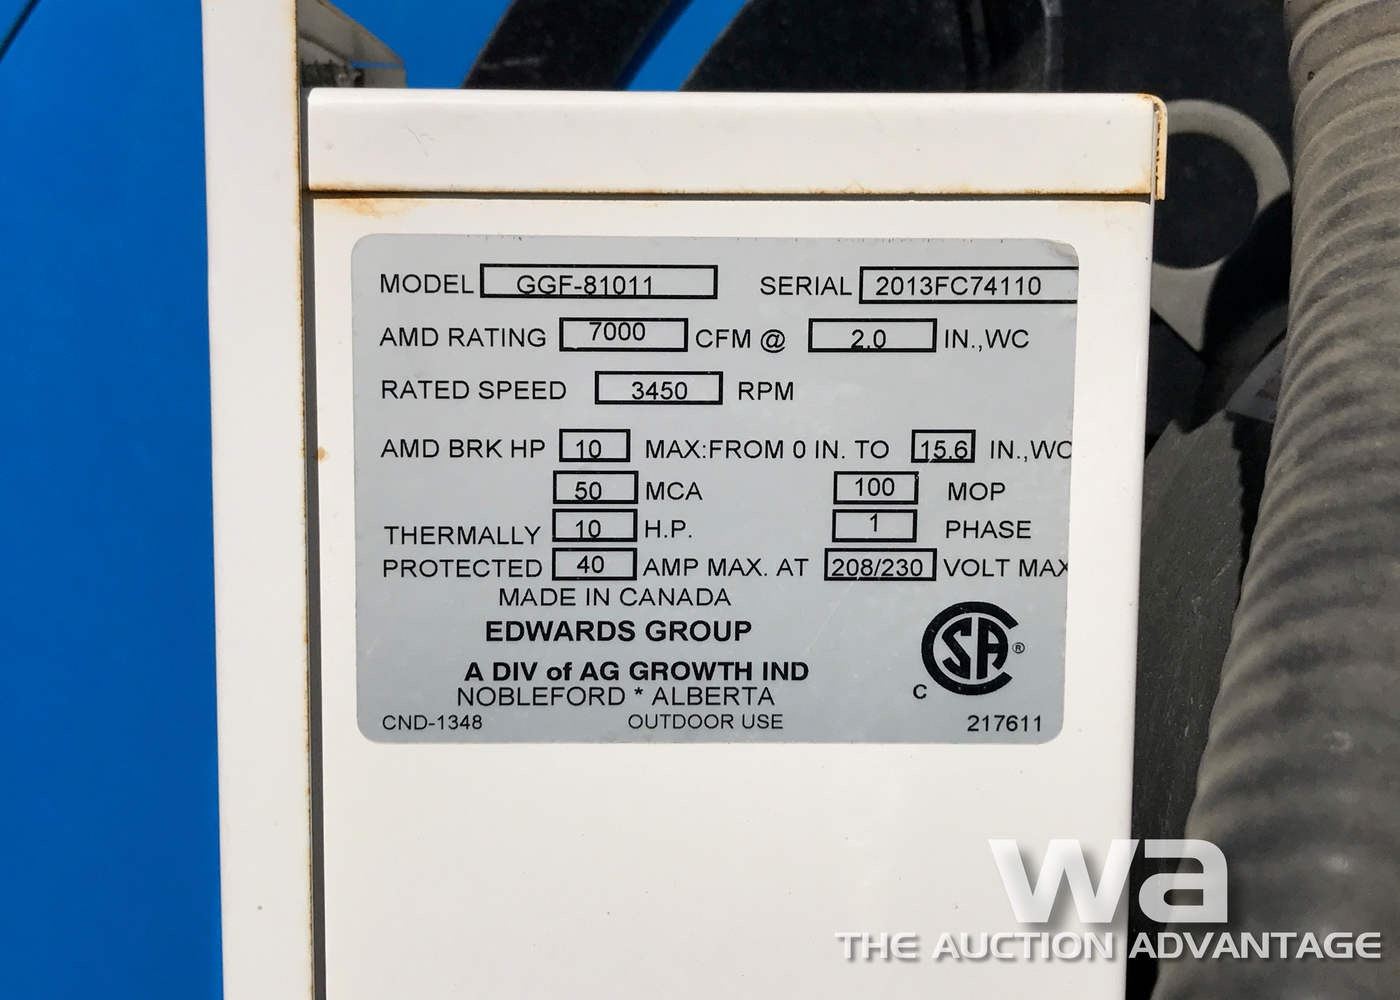 MODEL GGF-81011 SERIAL 2013FC74110
AMD RATING 7000 CFM @ 2.0 IN.,WC
RATED SPEED 3450 RPM
AMD BRK HP 10 MAX:FROM 0 IN. TO 15.6 IN.,WC
50 MCA 100 MOP
THERMALLY 10 H.P. 1 PHASE
PROTECTED 40 AMP MAX. AT 208/230 VOLT MAX
MADE IN CANADA
EDWARDS GROUP
A DIV of AG GROWTH IND
NOBLEFORD * ALBERTA
C SA ®
CND-1348 OUTDOOR USE 217611
wa
THE AUCTION ADVANTAGE